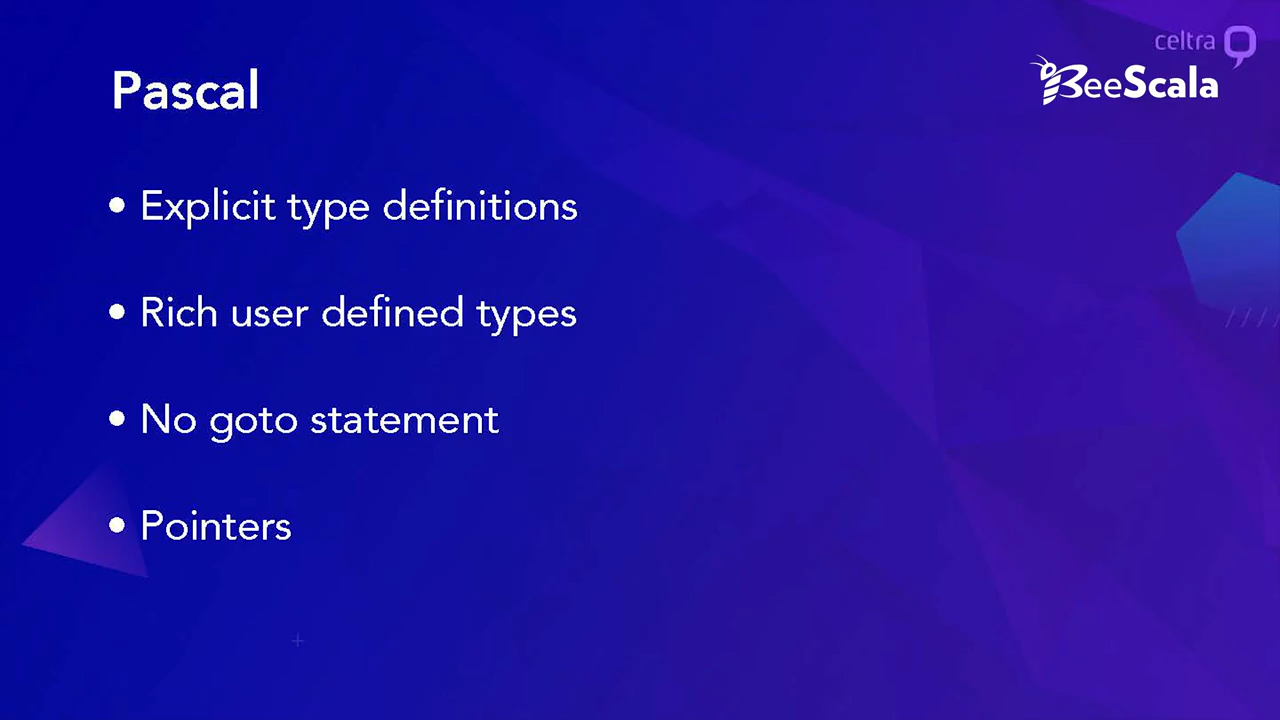 celtra
BeeScala
Pascal
• Explicit type definitions
• Rich user defined types
• No goto statement
• Pointers